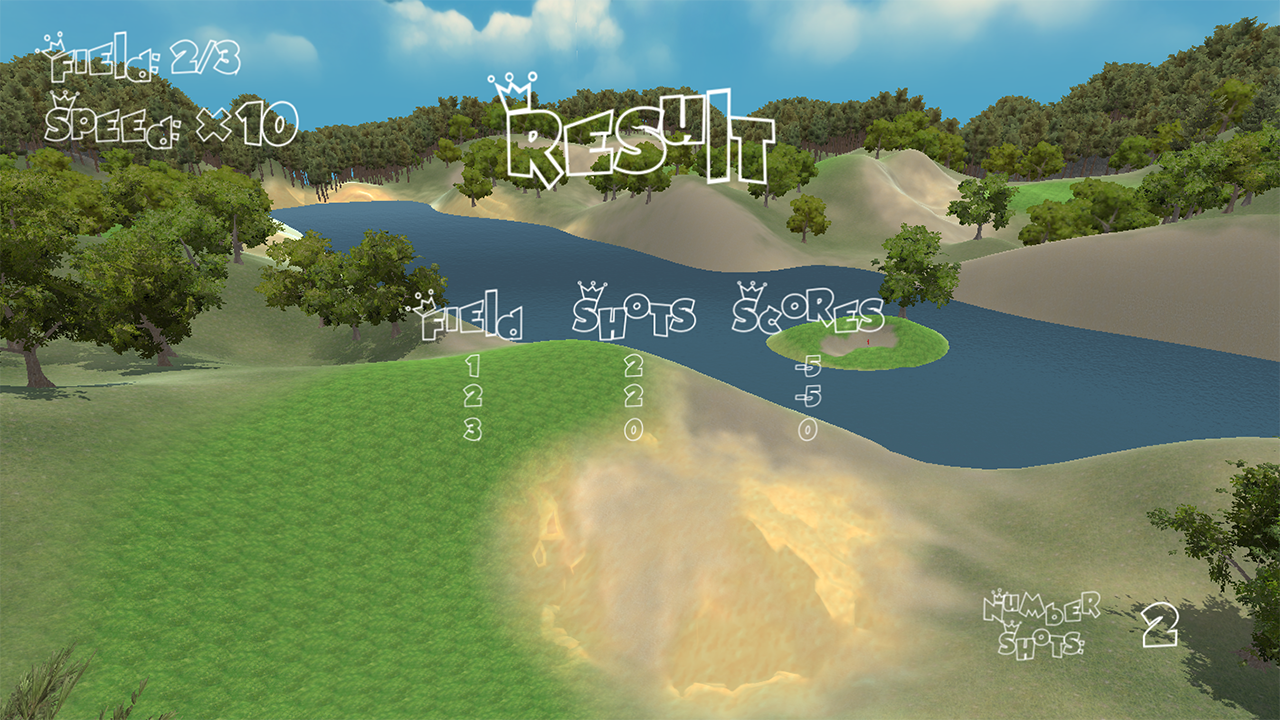 Field: 2/3
Speed: ×10
Result
Field Shots Scores
1 2 -5
2 2 -5
3 0 0
Number
Shots: 2